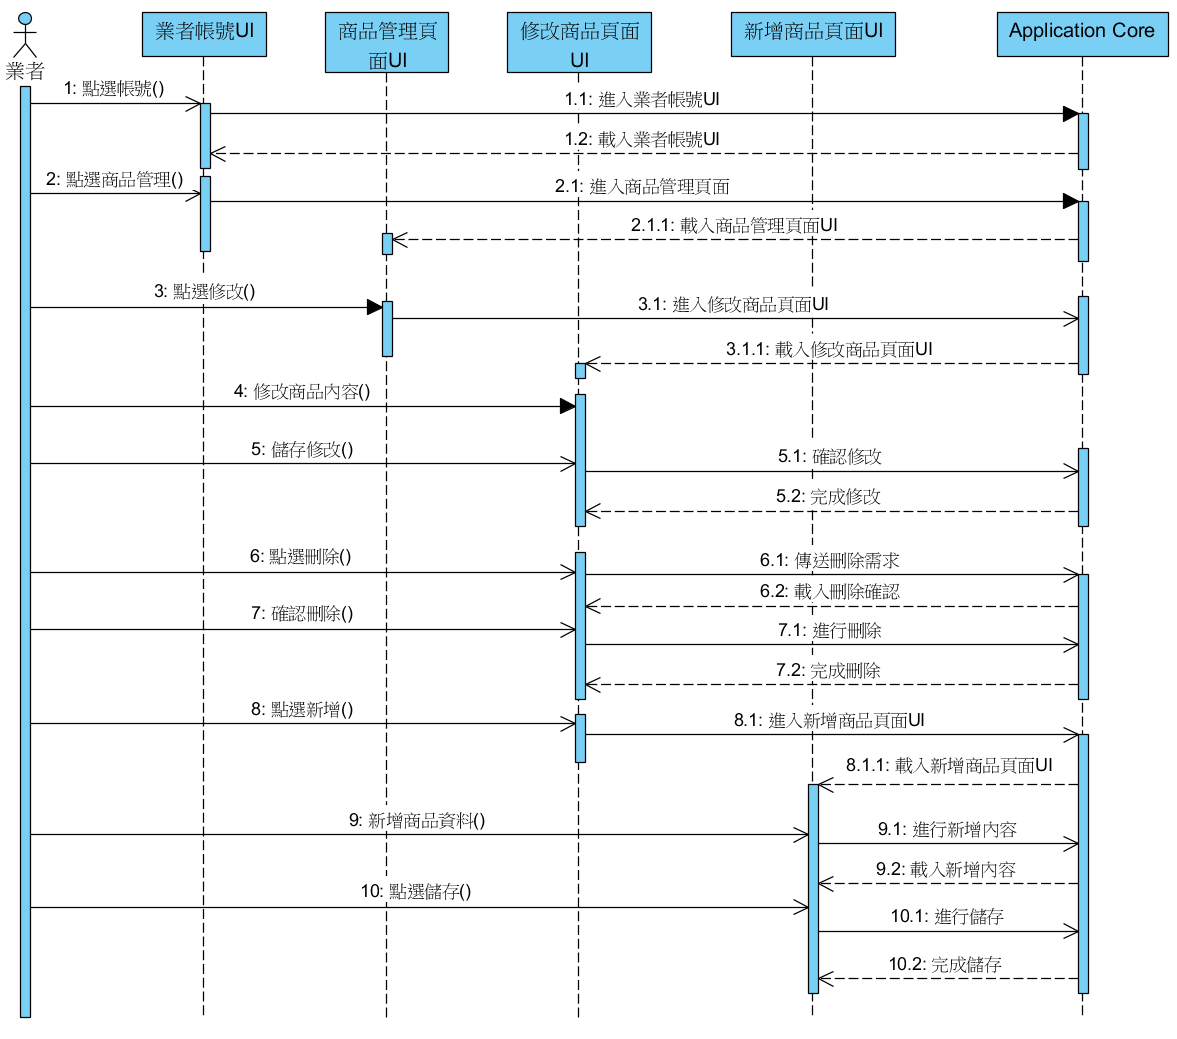 業者
業者帳號UI
商品管理頁
面UI
修改商品頁面
UI
新增商品頁面UI
Application Core
1: 點選帳號()
1.1: 進入業者帳號UI
1.2: 載入業者帳號UI
2: 點選商品管理()
2.1: 進入商品管理頁面
2.1.1: 載入商品管理頁面UI
3: 點選修改()
3.1: 進入修改商品頁面UI
3.1.1: 載入修改商品頁面UI
4: 修改商品內容()
5: 儲存修改()
5.1: 確認修改
5.2: 完成修改
6: 點選刪除()
6.1: 傳送刪除需求
6.2: 載入刪除確認
7: 確認刪除()
7.1: 進行刪除
7.2: 完成刪除
8: 點選新增()
8.1: 進入新增商品頁面UI
8.1.1: 載入新增商品頁面UI
9: 新增商品資料()
9.1: 進行新增內容
9.2: 載入新增內容
10: 點選儲存()
10.1: 進行儲存
10.2: 完成儲存